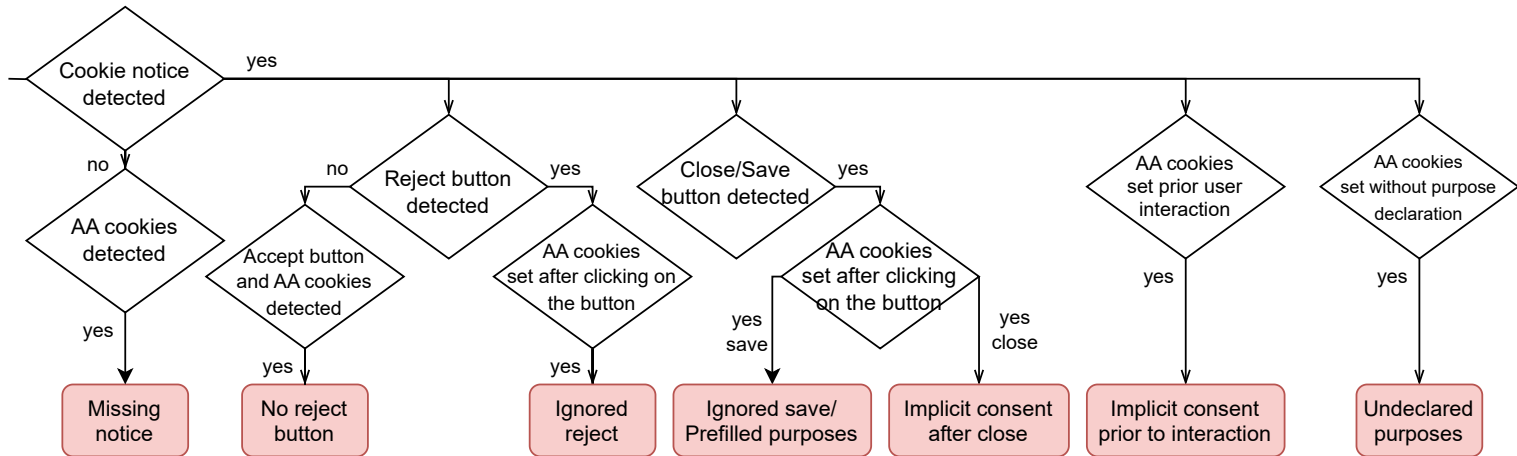 Cookie notice
detected
yes
no
AA cookies
detected
yes
Missing
notice
Reject button
detected
no
yes
Accept button
and AA cookies
detected
yes
No reject
button
AA cookies
set after clicking on
the button
yes
Ignored
reject
Close/Save
button detected
yes
AA cookies
set after clicking
on the button
yes
save
yes
close
Ignored save/
Prefilled purposes
Implicit consent
after close
AA cookies
set prior user
interaction
yes
Implicit consent
prior to interaction
AA cookies
set without purpose
declaration
yes
Undeclared
purposes